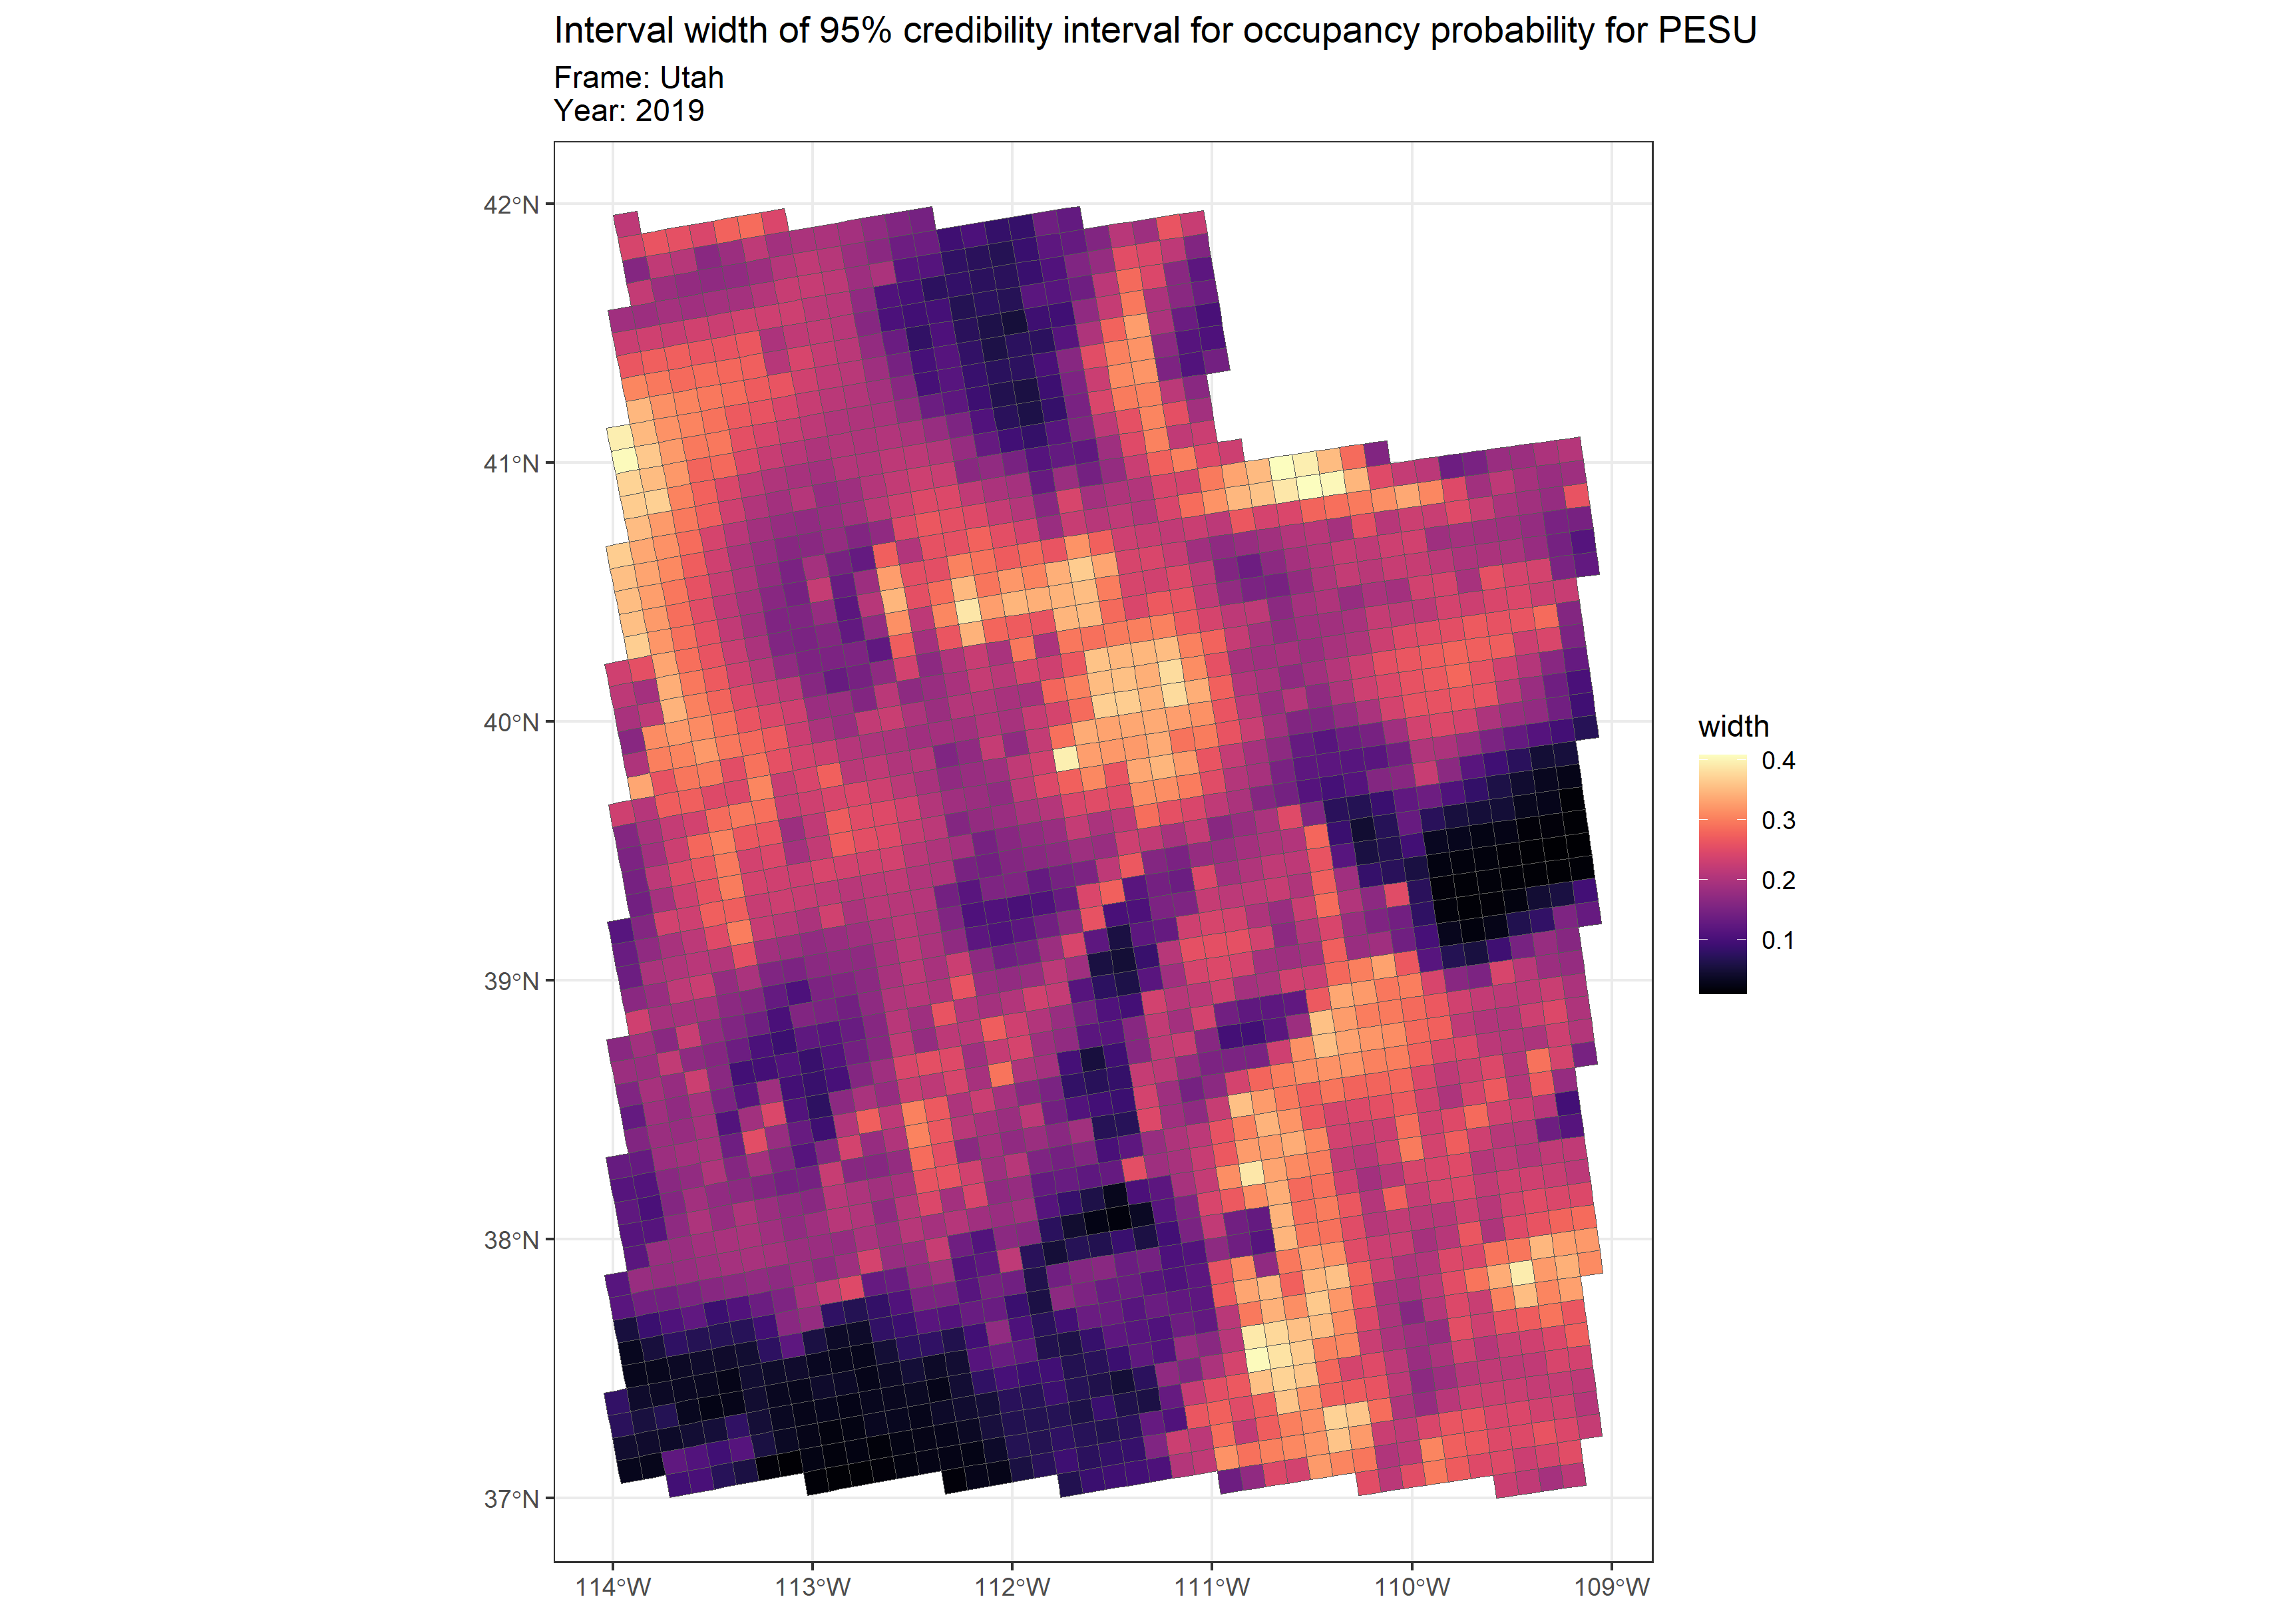 Interval width of 95% credibility interval for occupancy probability for PESU
Frame: Utah
Year: 2019
42°N
41°N
40°N
39°N
38°N
37°N
114°W
113°W
112°W
111°W
110°W
109°W
width
0.4
0.3
0.2
0.1